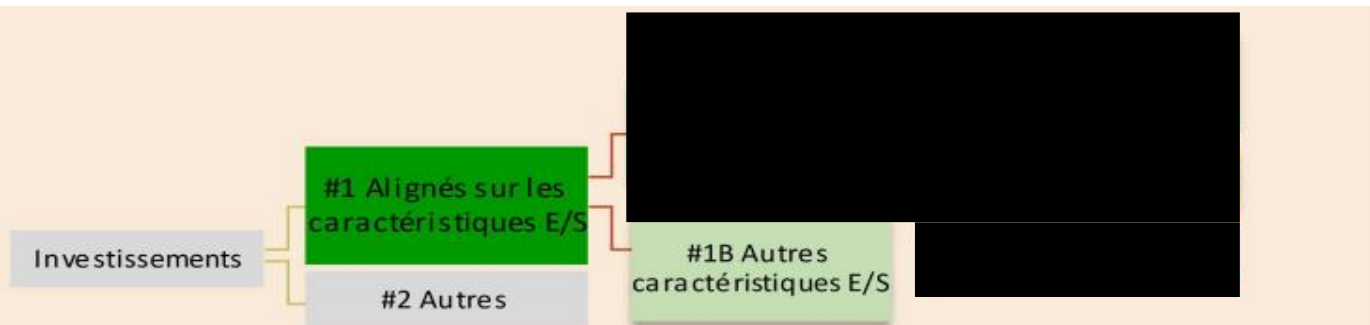 #1 Alignés sur les
caractéristiques E/S
Investissements
#2 Autres
#1B Autres
caractéristiques E/S